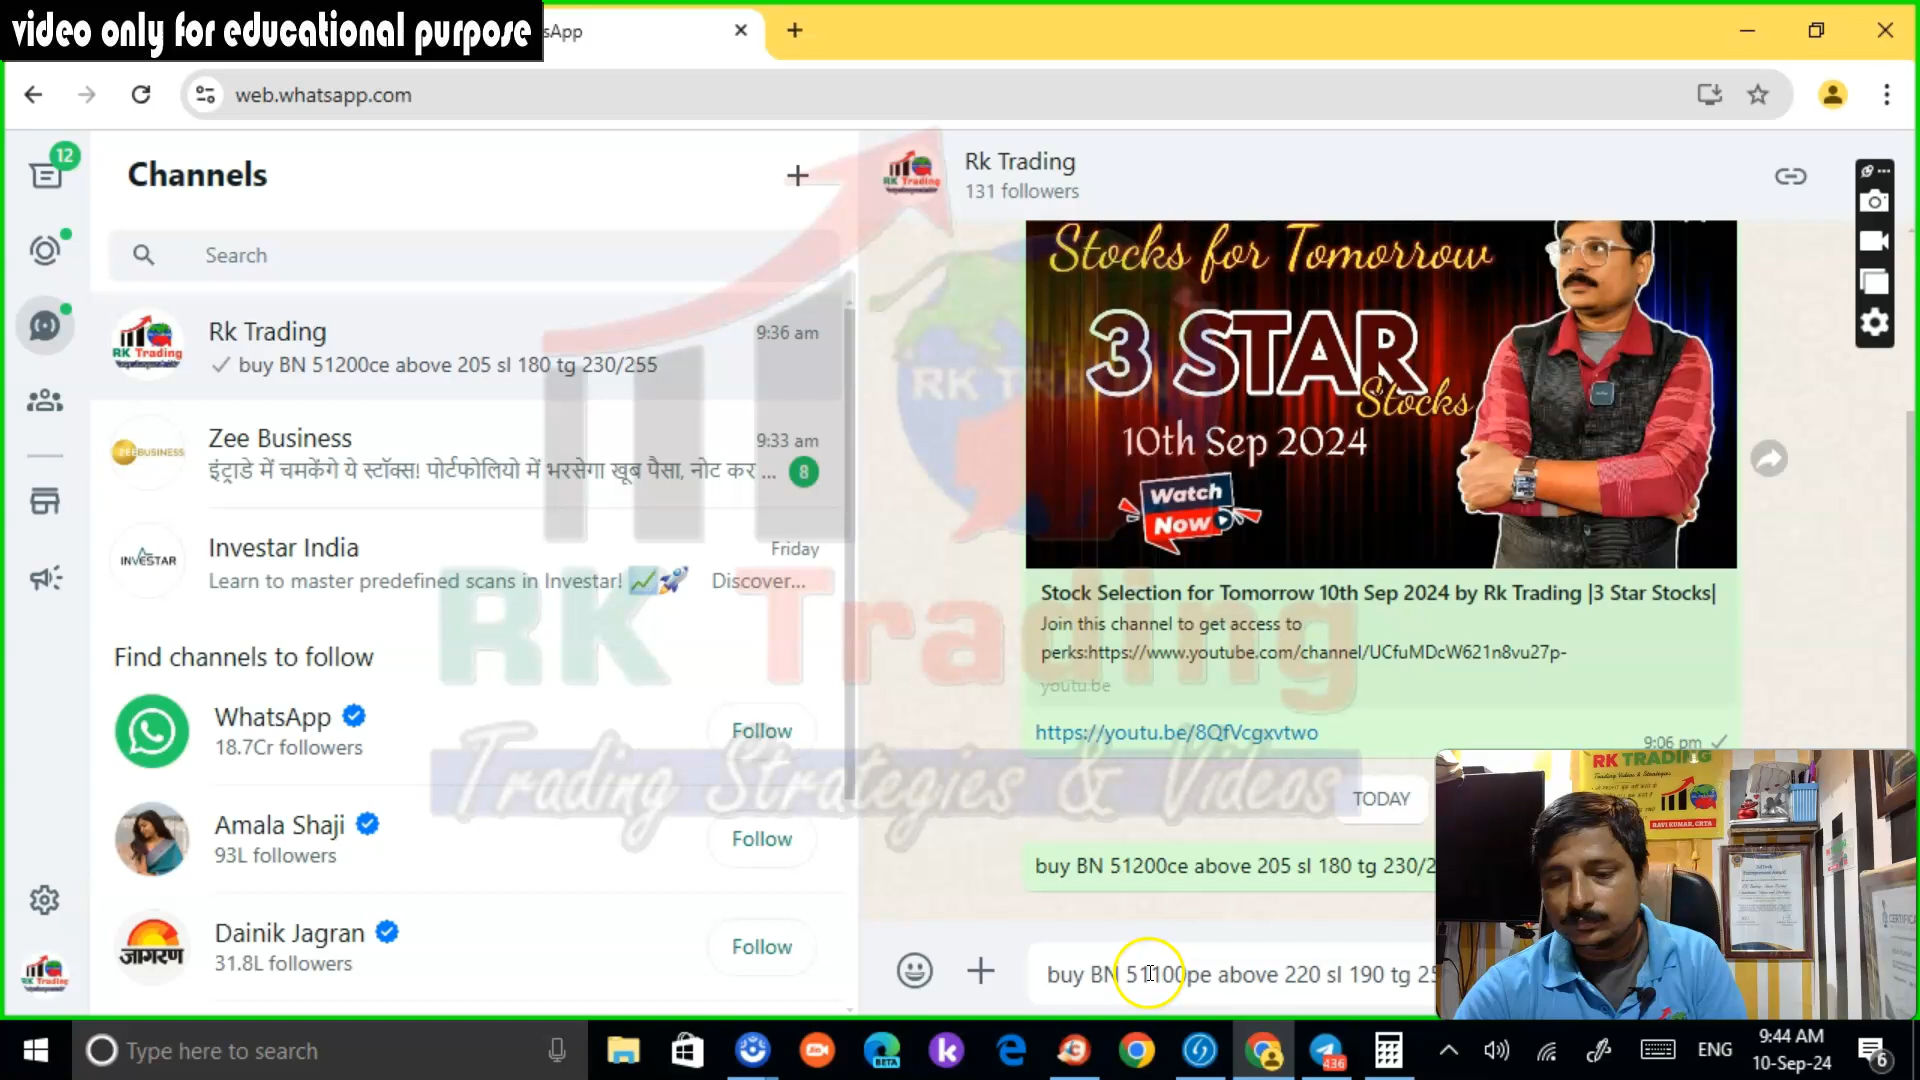 video only for educational purpose
sApp
web.whatsapp.com
12
Channels
Search
Rk Trading
9:36 am
buy BN 51200ce above 205 sl 180 tg 230/255
Zee Business
9:33 am
इंट्राडे में चमकेंगे ये स्टॉक्स! पोर्टफोलियो में भरसेगा खूब पैसा, नोट कर ...
8
Investar India
Friday
Learn to master predefined scans in Investar! 📈🚀 Discover...
Find channels to follow
WhatsApp
18.7Cr followers
Follow
Amala Shaji
93L followers
Follow
Dainik Jagran
31.8L followers
Follow
Rk Trading
131 followers
Stocks for Tomorrow
3 STAR
Stocks
10th Sep 2024
Watch
Now
Stock Selection for Tomorrow 10th Sep 2024 by Rk Trading |3 Star Stocks|
Join this channel to get access to
perks:https://www.youtube.com/channel/UCfuMDcW621n8vu27p-
youtu.be
https://youtu.be/8QfVcgxvtwo
9:06 pm
TODAY
buy BN 51200ce above 205 sl 180 tg 230/2
buy BN 51100pe above 220 sl 190 tg 25
RK Trading
Trading Strategies & Videos
RK TRADING
Trading Videos & Strategies
RAVI KUMAR, CRTA
Type here to search
BETA
436
ENG
9:44 AM
10-Sep-24
6